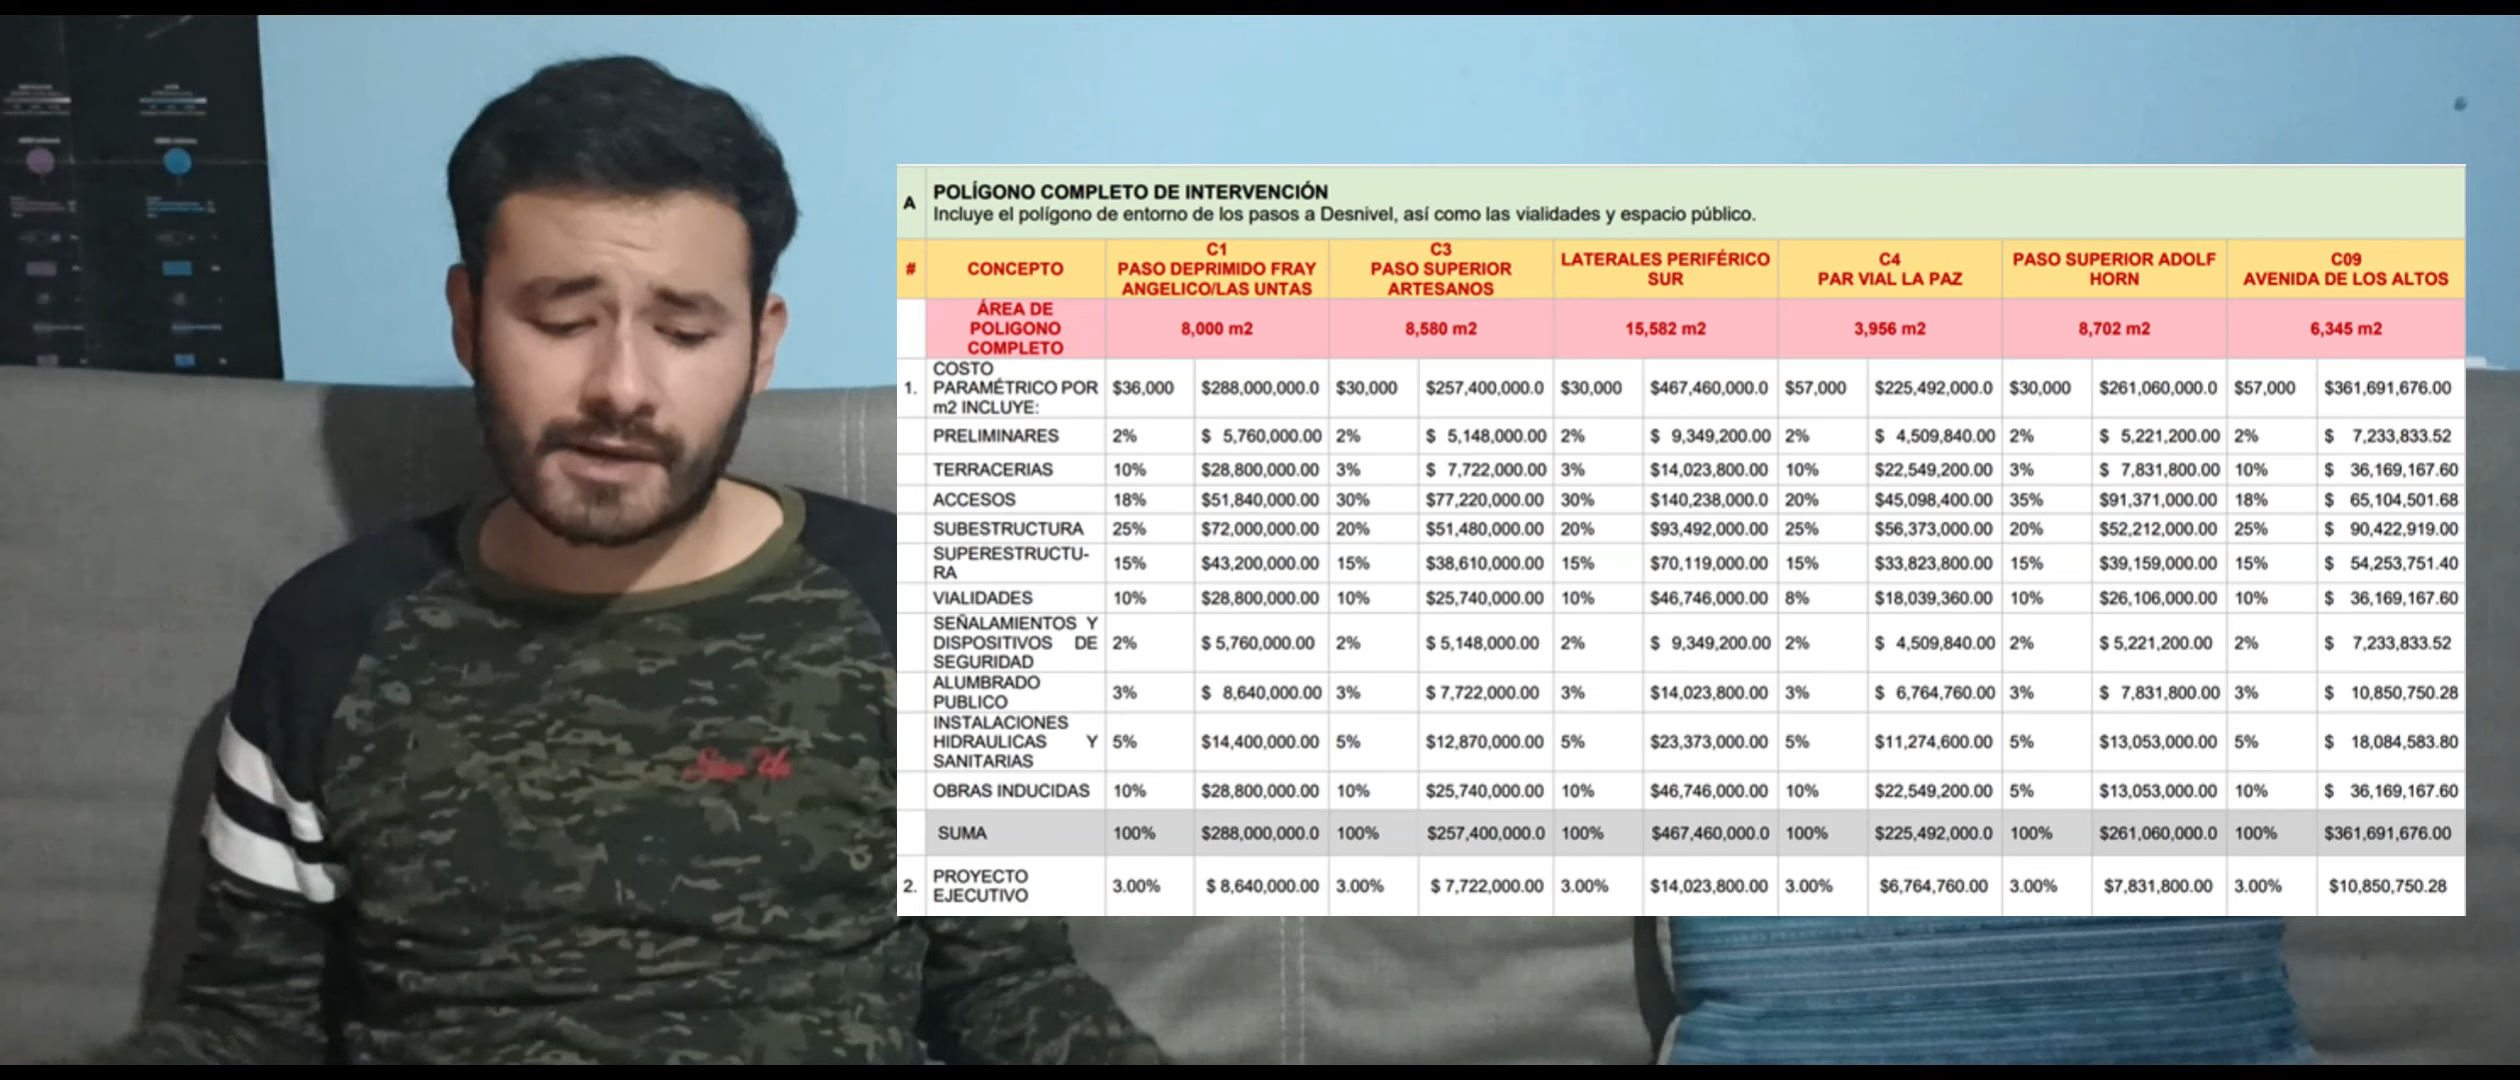 A POLÍGONO COMPLETO DE INTERVENCIÓN
Incluye el polígono de entorno de los pasos a Desnivel, así como las vialidades y espacio público.
# CONCEPTO C1 PASO DEPRIMIDO FRAY ANGELICO/LAS UNTAS C3 PASO SUPERIOR ARTESANOS LATERALES PERIFÉRICO SUR C4 PAR VIAL LA PAZ PASO SUPERIOR ADOLF HORN C09 AVENIDA DE LOS ALTOS
ÁREA DE POLIGONO COMPLETO 8,000 m2 8,580 m2 15,582 m2 3,956 m2 8,702 m2 6,345 m2
1. COSTO PARAMÉTRICO POR m2 INCLUYE: $36,000 $288,000,000.0 $30,000 $257,400,000.0 $30,000 $467,460,000.0 $57,000 $225,492,000.0 $30,000 $261,060,000.0 $57,000 $361,691,676.00
PRELIMINARES 2% $ 5,760,000.00 2% $ 5,148,000.00 2% $ 9,349,200.00 2% $ 4,509,840.00 2% $ 5,221,200.00 2% $ 7,233,833.52
TERRACERIAS 10% $28,800,000.00 3% $ 7,722,000.00 3% $14,023,800.00 10% $22,549,200.00 3% $ 7,831,800.00 10% $ 36,169,167.60
ACCESOS 18% $51,840,000.00 30% $77,220,000.00 30% $140,238,000.0 20% $45,098,400.00 35% $91,371,000.00 18% $ 65,104,501.68
SUBESTRUCTURA 25% $72,000,000.00 20% $51,480,000.00 20% $93,492,000.00 25% $56,373,000.00 20% $52,212,000.00 25% $ 90,422,919.00
SUPERESTRUCTU-RA 15% $43,200,000.00 15% $38,610,000.00 15% $70,119,000.00 15% $33,823,800.00 15% $39,159,000.00 15% $ 54,253,751.40
VIALIDADES 10% $28,800,000.00 10% $25,740,000.00 10% $46,746,000.00 8% $18,039,360.00 10% $26,106,000.00 10% $ 36,169,167.60
SEÑALAMIENTOS Y DISPOSITIVOS DE SEGURIDAD 2% $ 5,760,000.00 2% $ 5,148,000.00 2% $ 9,349,200.00 2% $ 4,509,840.00 2% $ 5,221,200.00 2% $ 7,233,833.52
ALUMBRADO PUBLICO 3% $ 8,640,000.00 3% $ 7,722,000.00 3% $14,023,800.00 3% $ 6,764,760.00 3% $ 7,831,800.00 3% $ 10,850,750.28
INSTALACIONES HIDRAULICAS Y SANITARIAS 5% $14,400,000.00 5% $12,870,000.00 5% $23,373,000.00 5% $11,274,600.00 5% $13,053,000.00 5% $ 18,084,583.80
OBRAS INDUCIDAS 10% $28,800,000.00 10% $25,740,000.00 10% $46,746,000.00 10% $22,549,200.00 5% $13,053,000.00 10% $ 36,169,167.60
SUMA 100% $288,000,000.0 100% $257,400,000.0 100% $467,460,000.0 100% $225,492,000.0 100% $261,060,000.0 100% $361,691,676.00
2. PROYECTO EJECUTIVO 3.00% $ 8,640,000.00 3.00% $ 7,722,000.00 3.00% $14,023,800.00 3.00% $6,764,760.00 3.00% $7,831,800.00 3.00% $10,850,750.28